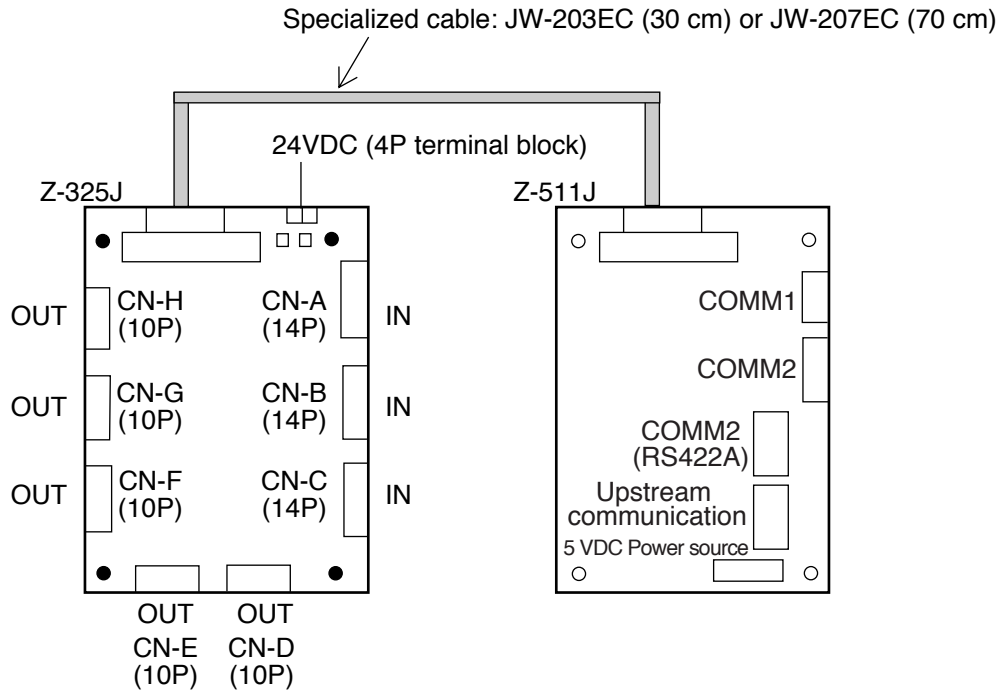 Specialized cable: JW-203EC (30 cm) or JW-207EC (70 cm)
24VDC (4P terminal block)
Z-325J
OUT
CN-H
(10P)
CN-A
(14P)
IN
OUT
CN-G
(10P)
CN-B
(14P)
IN
OUT
CN-F
(10P)
CN-C
(14P)
IN
OUT
CN-E
(10P)
OUT
CN-D
(10P)
Z-511J
COMM1
COMM2
COMM2
(RS422A)
Upstream
communication
5 VDC Power source